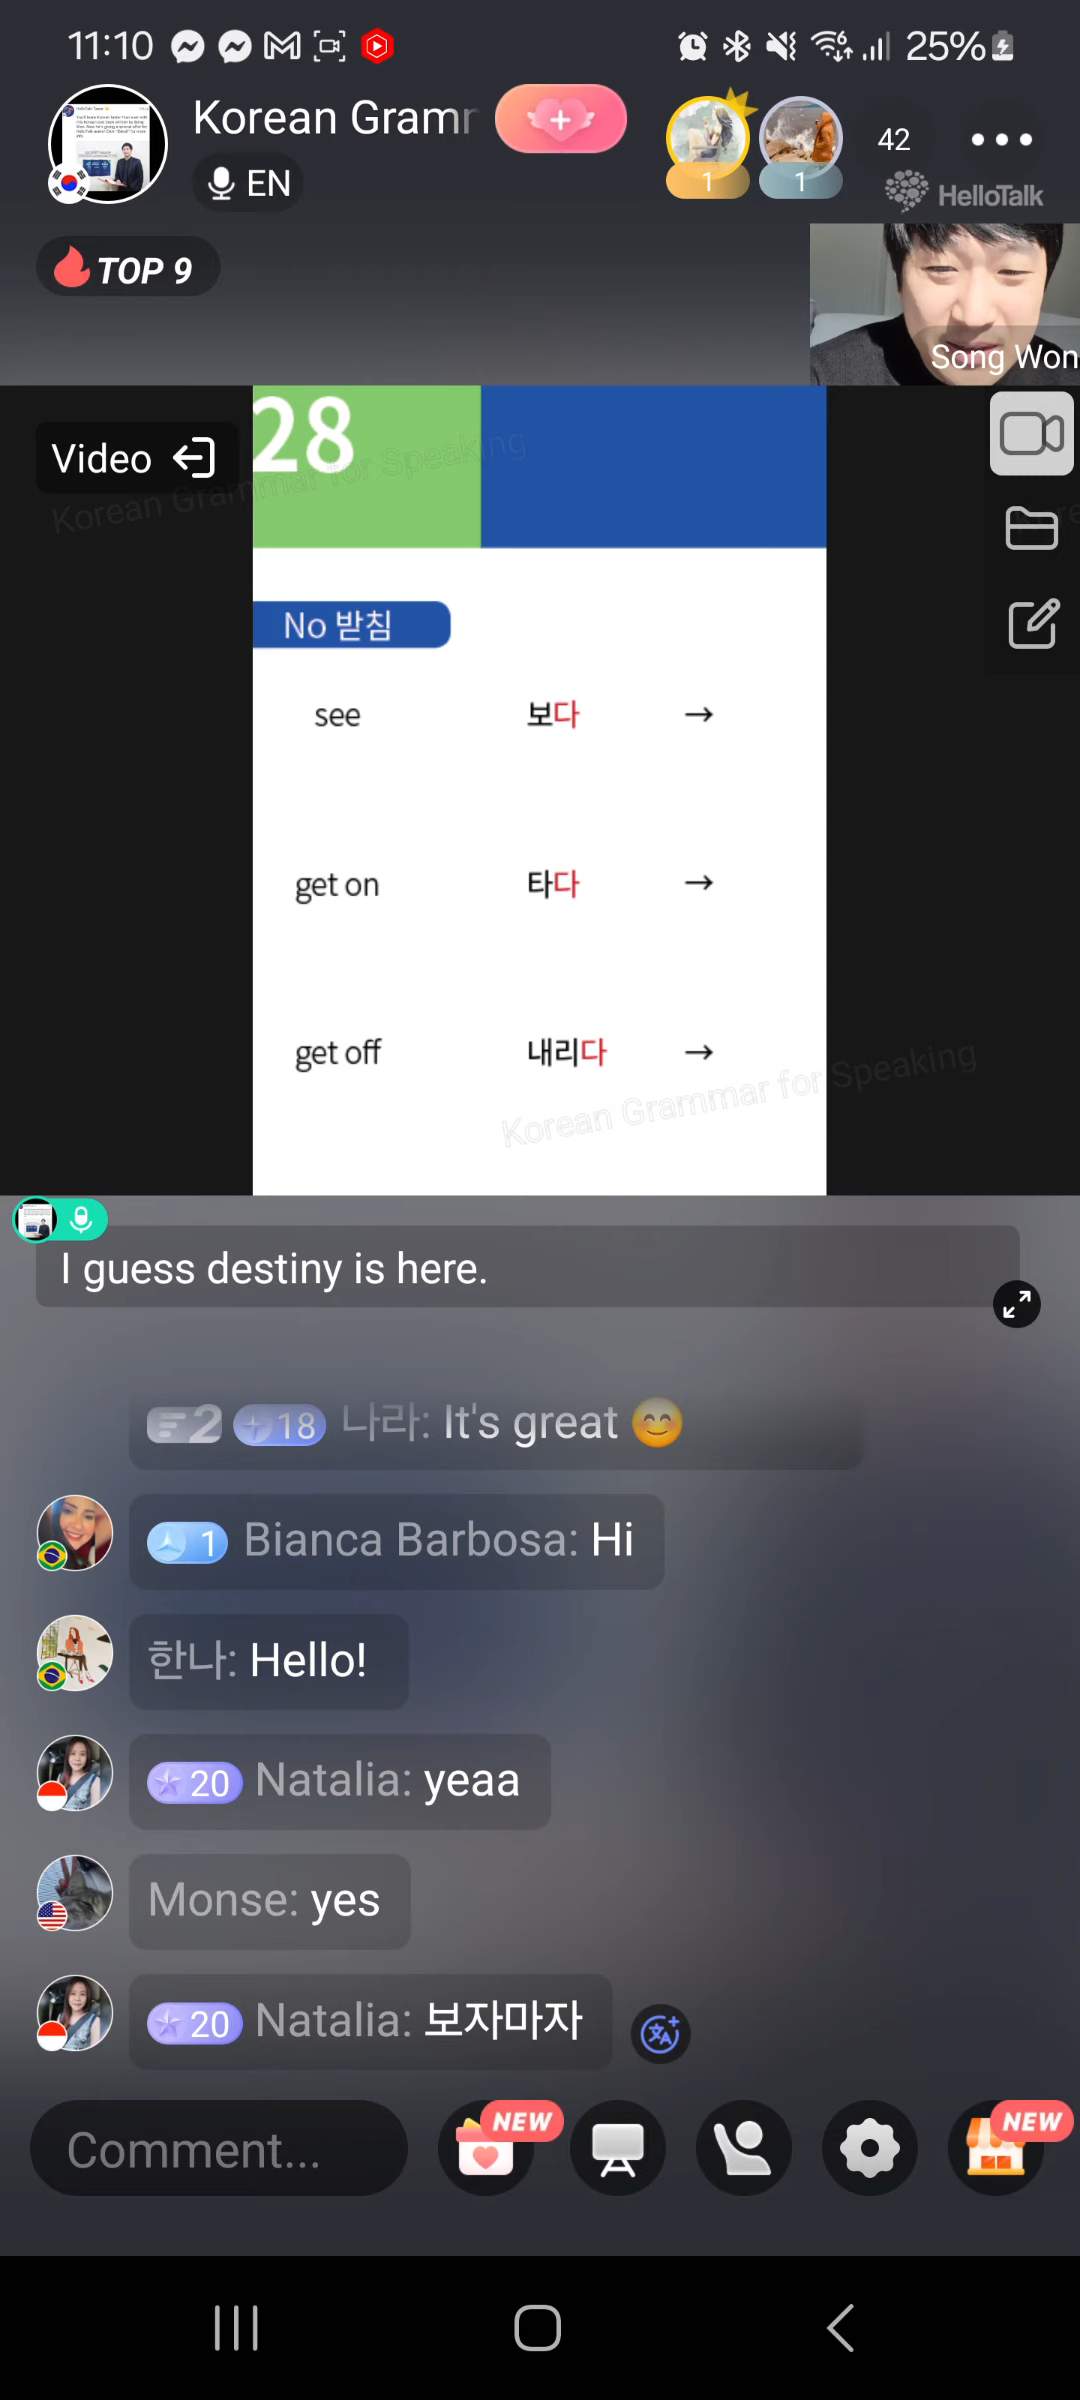 11:10
25%
Korean Gramr
EN
1
1
42
HelloTalk
TOP 9
Song Won
Video
28
Korean Grammar for Speaking
No 받침
see 보다 →
get on 타다 →
get off 내리다 →
Korean Grammar for Speaking
I guess destiny is here.
2 18 나라: It's great
1 Bianca Barbosa: Hi
한나: Hello!
20 Natalia: yeaa
Monse: yes
20 Natalia: 보자마자
Comment...
NEW
NEW